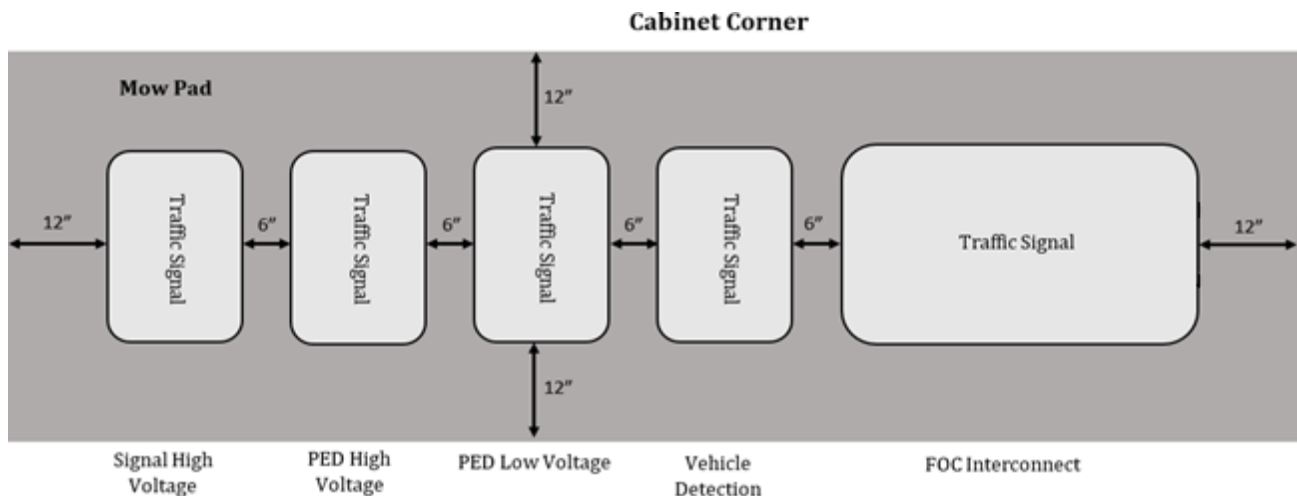 Cabinet Corner
Mow Pad
12”
12”
6”
6”
6”
6”
12”
Traffic Signal
Traffic Signal
Traffic Signal
Traffic Signal
Traffic Signal
12”
Signal High
Voltage
PED High
Voltage
PED Low Voltage
Vehicle
Detection
FOC Interconnect